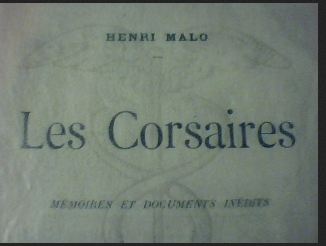 HENRI MALO
Les Corsaires
MÉMOIRES ET DOCUMENTS INÉDITS